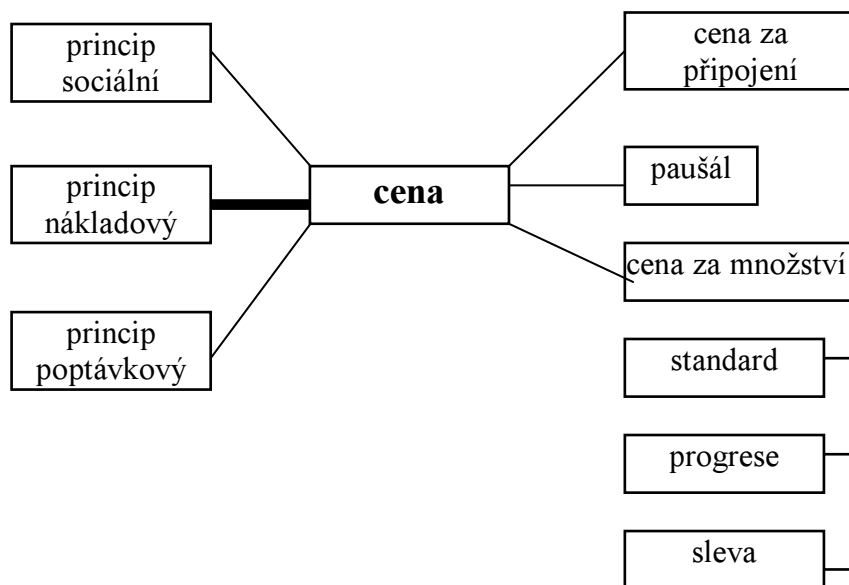 princip
sociální
princip
nákladový
princip
poptávkový
cena
cena za
připojení
paušál
cena za množství
standard
progrese
sleva